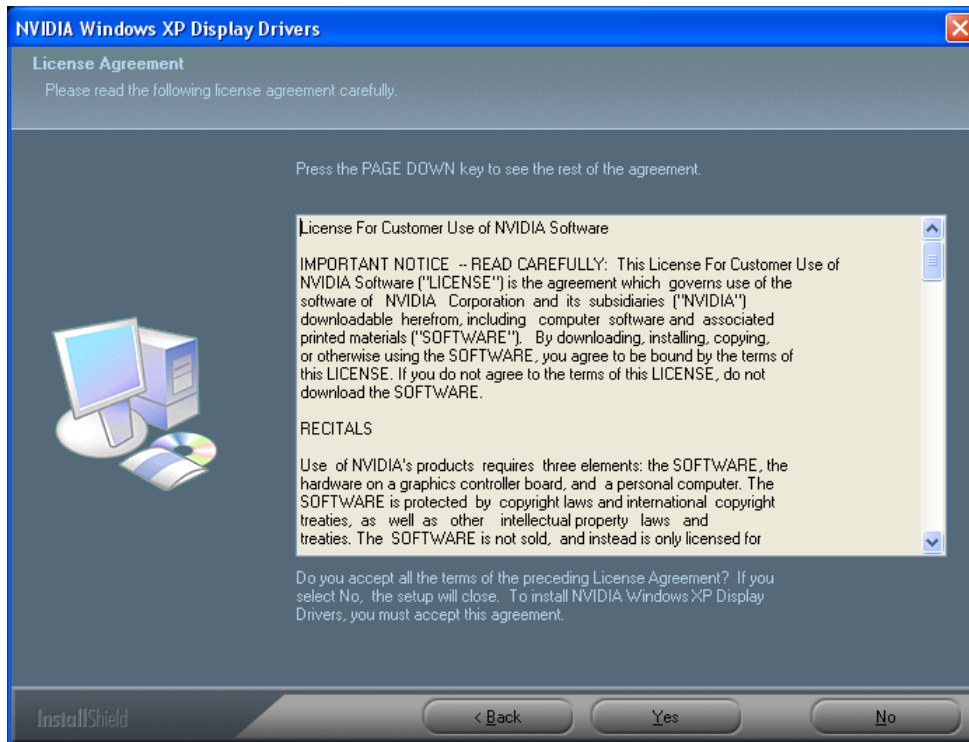 NVIDIA Windows XP Display Drivers
License Agreement
Please read the following license agreement carefully.
Press the PAGE DOWN key to see the rest of the agreement.
License For Customer Use of NVIDIA Software
IMPORTANT NOTICE -- READ CAREFULLY: This License For Customer Use of
NVIDIA Software ("LICENSE") is the agreement which governs use of the
software of NVIDIA Corporation and its subsidiaries ("NVIDIA")
downloadable herefrom, including computer software and associated
printed materials ("SOFTWARE"). By downloading, installing, copying,
or otherwise using the SOFTWARE, you agree to be bound by the terms of
this LICENSE. If you do not agree to the terms of this LICENSE, do not
download the SOFTWARE.
RECITALS
Use of NVIDIA's products requires three elements: the SOFTWARE, the
hardware on a graphics controller board, and a personal computer. The
SOFTWARE is protected by copyright laws and international copyright
treaties, as well as other intellectual property laws and
treaties. The SOFTWARE is not sold, and instead is only licensed for
Do you accept all the terms of the preceding License Agreement? If you
select No, the setup will close. To install NVIDIA Windows XP Display
Drivers, you must accept this agreement.
InstallShield
< Back
Yes
No